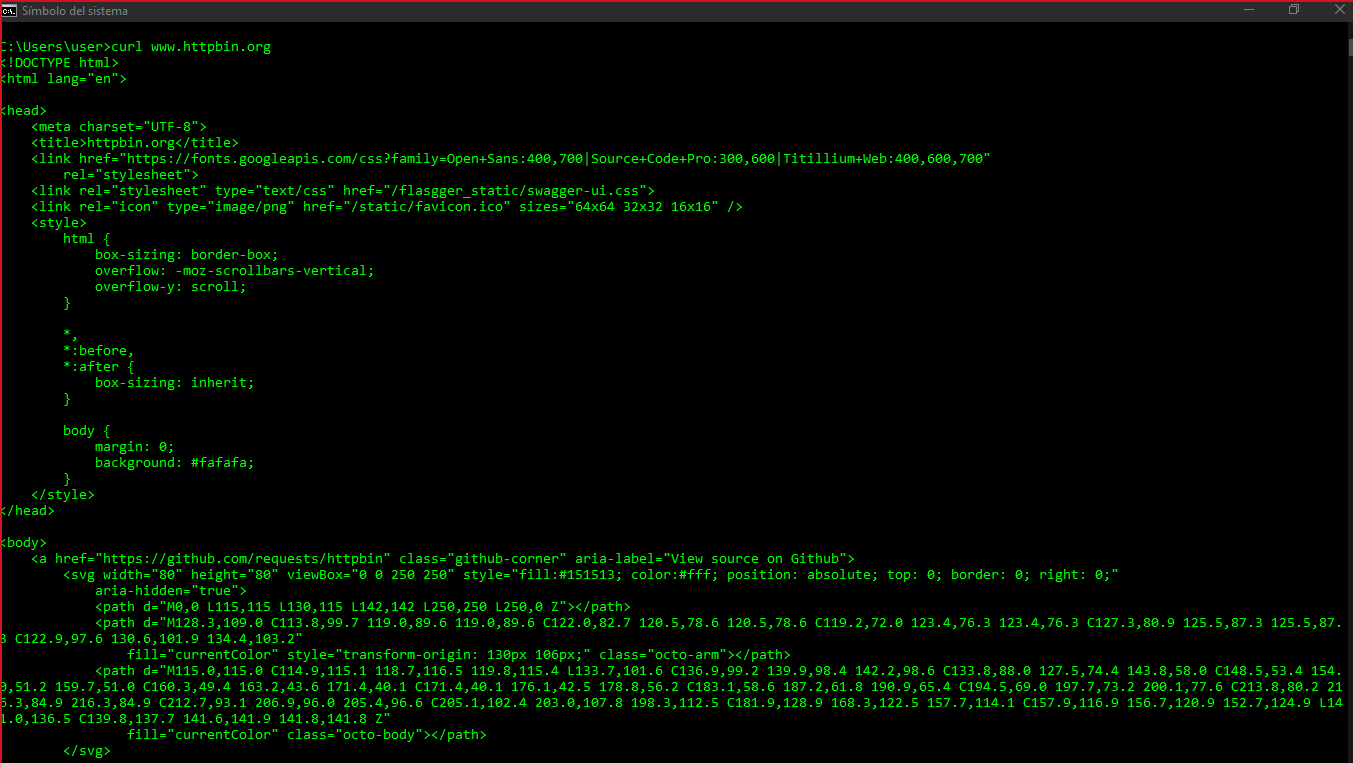 Símbolo del sistema
C:\Users\user>curl www.httpbin.org
<!DOCTYPE html>
<html lang="en">
<head>
    <meta charset="UTF-8">
    <title>httpbin.org</title>
    <link href="https://fonts.googleapis.com/css?family=Open+Sans:400,700|Source+Code+Pro:300,600|Titillium+Web:400,600,700"
        rel="stylesheet">
    <link rel="stylesheet" type="text/css" href="/flasgger_static/swagger-ui.css">
    <link rel="icon" type="image/png" href="/static/favicon.ico" sizes="64x64 32x32 16x16" />
    <style>
        html {
            box-sizing: border-box;
            overflow: -moz-scrollbars-vertical;
            overflow-y: scroll;
        }
        *,
        *:before,
        *:after {
            box-sizing: inherit;
        }
        body {
            margin: 0;
            background: #fafafa;
        }
    </style>
</head>
<body>
    <a href="https://github.com/requests/httpbin" class="github-corner" aria-label="View source on Github">
        <svg width="80" height="80" viewBox="0 0 250 250" style="fill:#151513; color:#fff; position: absolute; top: 0; border: 0; right: 0;"
            aria-hidden="true">
            <path d="M0,0 L115,115 L130,115 L142,142 L250,250 L250,0 Z"></path>
            <path d="M128.3,109.0 C113.8,99.7 119.0,89.6 119.0,89.6 C122.0,82.7 120.5,78.6 120.5,78.6 C119.2,72.0 123.4,76.3 123.4,76.3 C127.3,80.9 125.5,87.3 125.5,87.
3 C122.9,97.6 130.6,101.9 134.4,103.2"
                fill="currentColor" style="transform-origin: 130px 106px;" class="octo-arm"></path>
            <path d="M115.0,115.0 C114.9,115.1 118.7,116.5 119.8,115.4 L133.7,101.6 C136.9,99.2 139.9,98.4 142.2,98.6 C133.8,88.0 127.5,74.4 143.8,58.0 C148.5,53.4 154.
0,51.2 159.7,51.0 C160.3,49.4 163.2,43.6 171.4,40.1 C171.4,40.1 176.1,42.5 178.8,56.2 C183.1,58.6 187.2,61.8 190.9,65.4 C194.5,69.0 197.7,73.2 200.1,77.6 C213.8,80.2 21
6.3,84.9 216.3,84.9 C212.7,93.1 206.9,96.0 205.4,96.6 C205.1,102.4 203.0,107.8 198.3,112.5 C181.9,128.9 168.3,122.5 157.7,114.1 C157.9,116.9 156.7,120.9 152.7,124.9 L14
1.0,136.5 C139.8,137.7 141.6,141.9 141.8,141.8 Z"
                fill="currentColor" class="octo-body"></path>
        </svg>